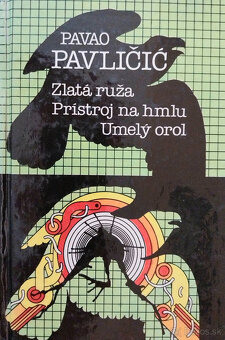 PAVAO
PAVLIČIĆ
Zlatá ruža
Prístroj na hmlu
Umelý orol